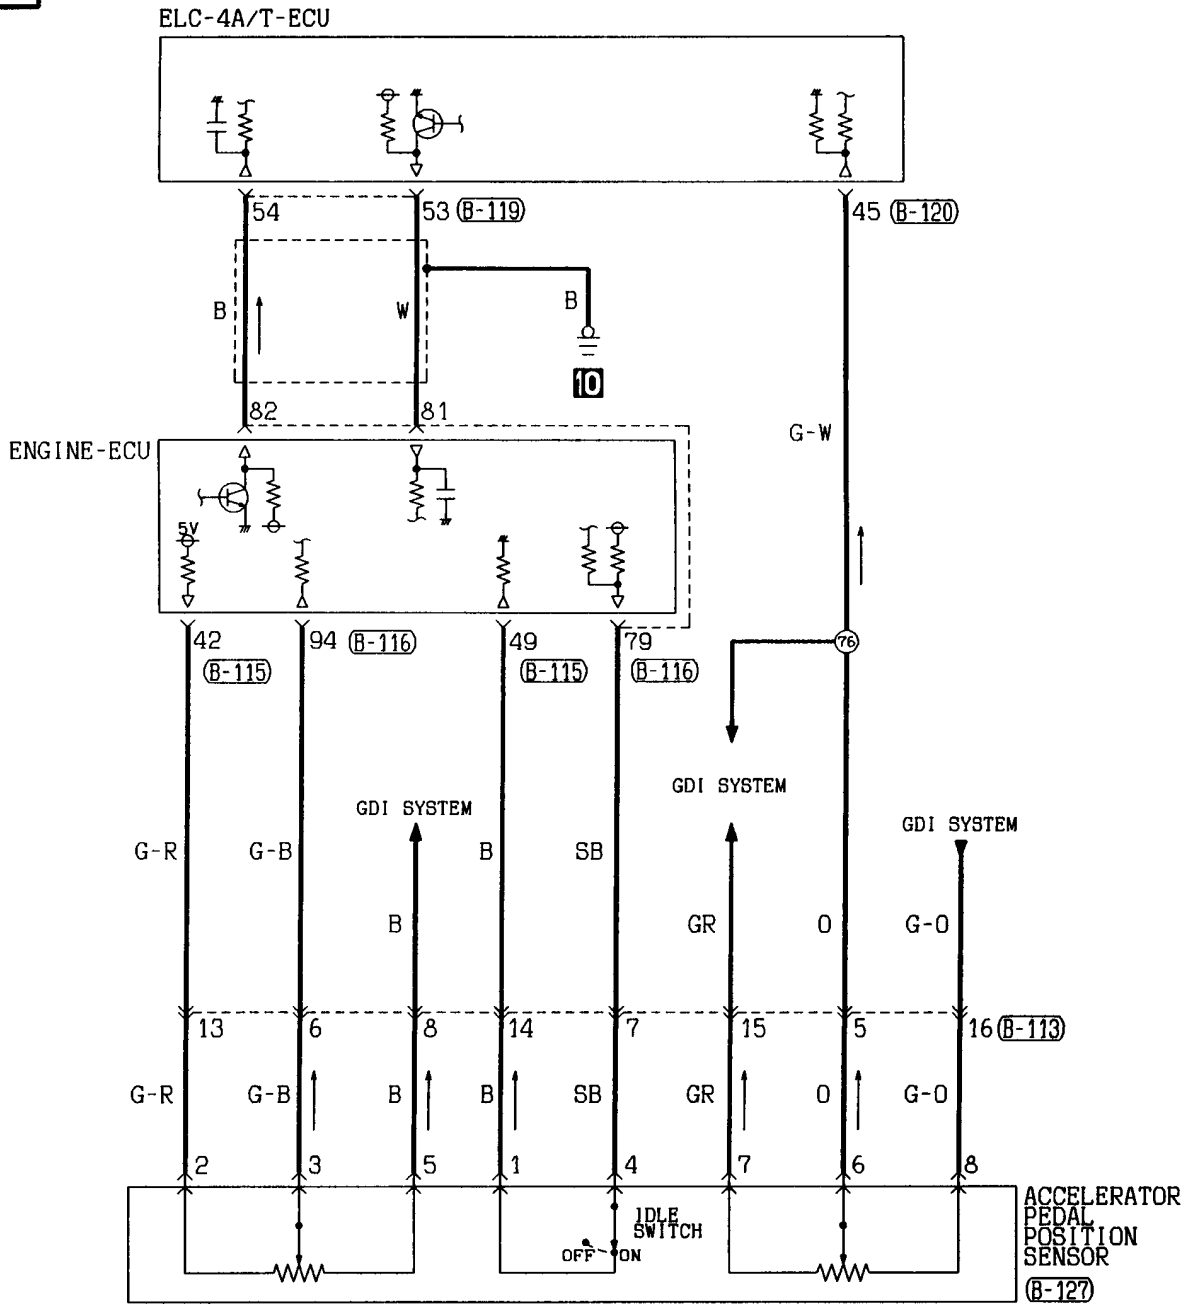 ELC-4A/T-ECU
54
53 (B-119)
45 (B-120)
B
W
B
10
82
81
G-W
ENGINE-ECU
5V
42
94 (B-116)
49
79
76
(B-115)
(B-115)
(B-116)
GDI SYSTEM
GDI SYSTEM
GDI SYSTEM
G-R
G-B
B
SB
B
GR
O
G-O
13
6
8
14
7
15
5
16 (B-113)
G-R
G-B
B
B
SB
GR
O
G-O
2
3
5
1
4
7
6
8
ACCELERATOR
PEDAL
POSITION
SENSOR
(B-127)
IDLE
SWITCH
OFF
ON